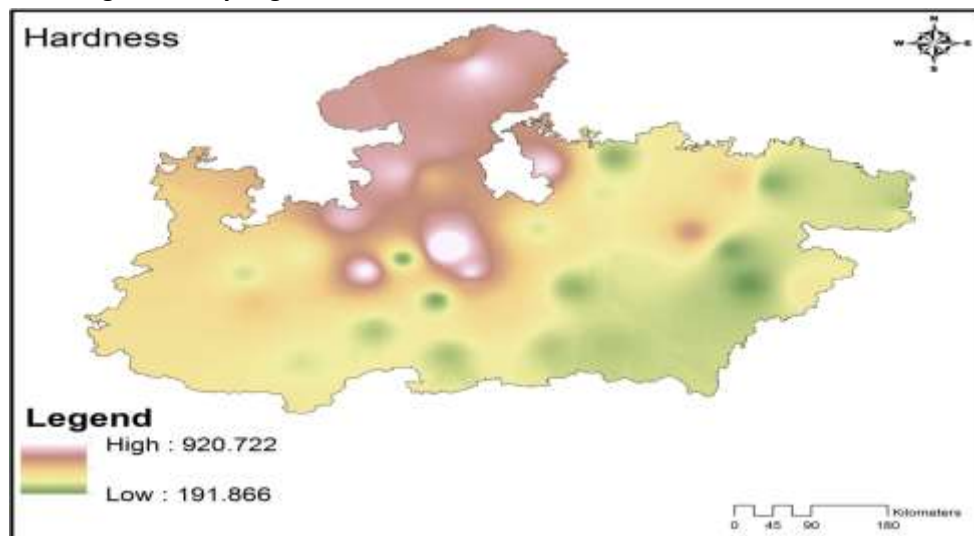 Hardness
N
W E
S
Legend
High : 920.722
Low : 191.866
Kilometers
0 45 90 180